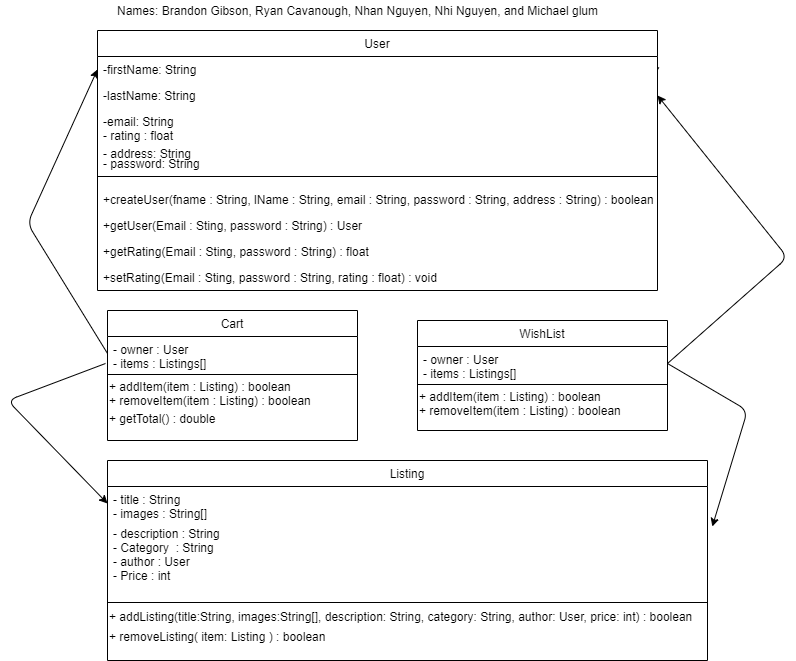 Names: Brandon Gibson, Ryan Cavanough, Nhan Nguyen, Nhi Nguyen, and Michael glum
User
-firstName: String
-lastName: String
-email: String
- rating : float
- address: String
- password: String
+createUser(fname : String, lName : String, email : String, password : String, address : String) : boolean
+getUser(Email : Sting, password : String) : User
+getRating(Email : Sting, password : String) : float
+setRating(Email : Sting, password : String, rating : float) : void
Cart
- owner : User
- items : Listings[]
+ addItem(item : Listing) : boolean
+ removeItem(item : Listing) : boolean
+ getTotal() : double
WishList
- owner : User
- items : Listings[]
+ addItem(item : Listing) : boolean
+ removeItem(item : Listing) : boolean
Listing
- title : String
- images : String[]
- description : String
- Category : String
- author : User
- Price : int
+ addListing(title:String, images:String[], description: String, category: String, author: User, price: int) : boolean
+ removeListing( item: Listing ) : boolean